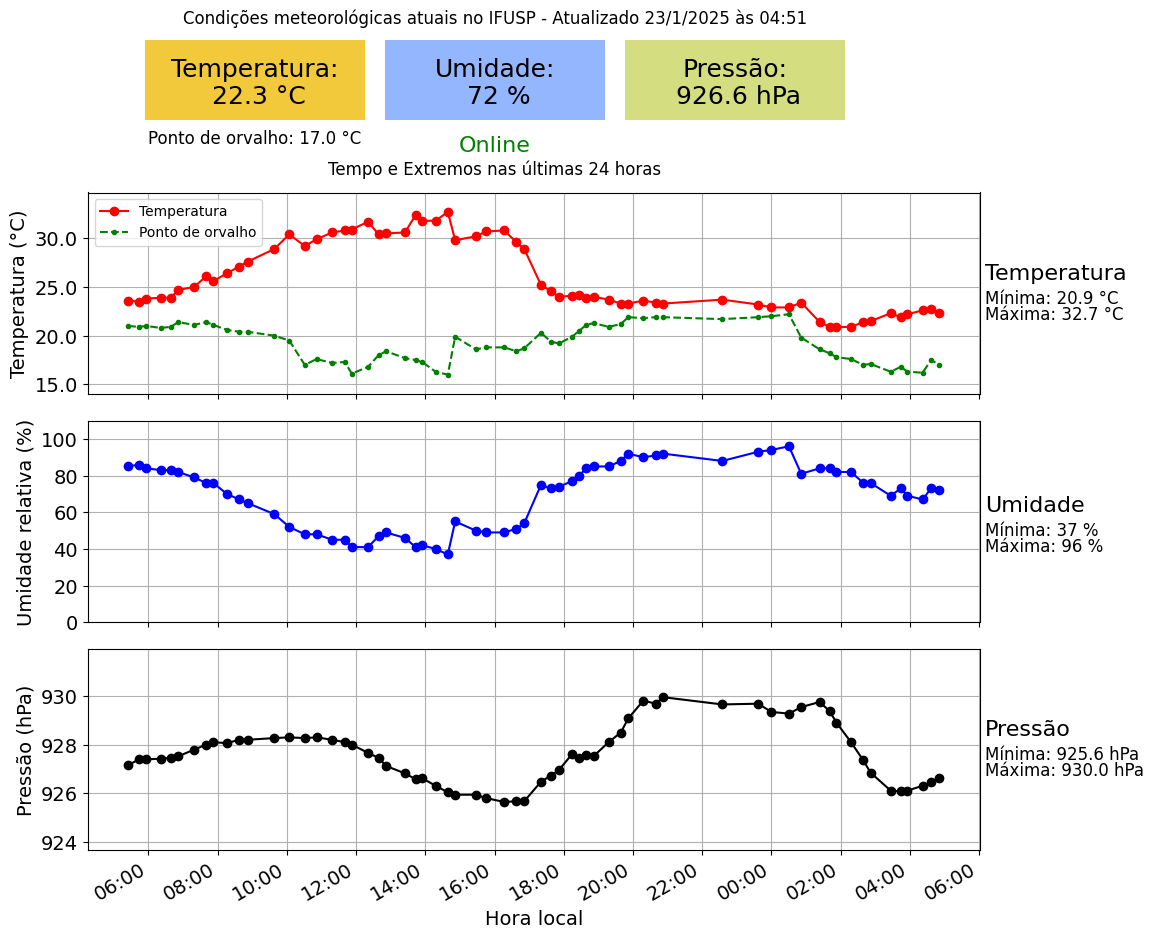 Condições meteorológicas atuais no IFUSP - Atualizado 23/1/2025 às 04:51
Temperatura:
22.3 °C
Umidade:
72 %
Pressão:
926.6 hPa
Ponto de orvalho: 17.0 °C
Online
Tempo e Extremos nas últimas 24 horas
Temperatura (°C)
30.0
25.0
20.0
15.0
Temperatura
Ponto de orvalho
Temperatura
Mínima: 20.9 °C
Máxima: 32.7 °C
Umidade relativa (%)
100
80
60
40
20
0
Umidade
Mínima: 37 %
Máxima: 96 %
Pressão (hPa)
930
928
926
924
Pressão
Mínima: 925.6 hPa
Máxima: 930.0 hPa
06:00
08:00
10:00
12:00
14:00
16:00
18:00
20:00
22:00
00:00
02:00
04:00
06:00
Hora local